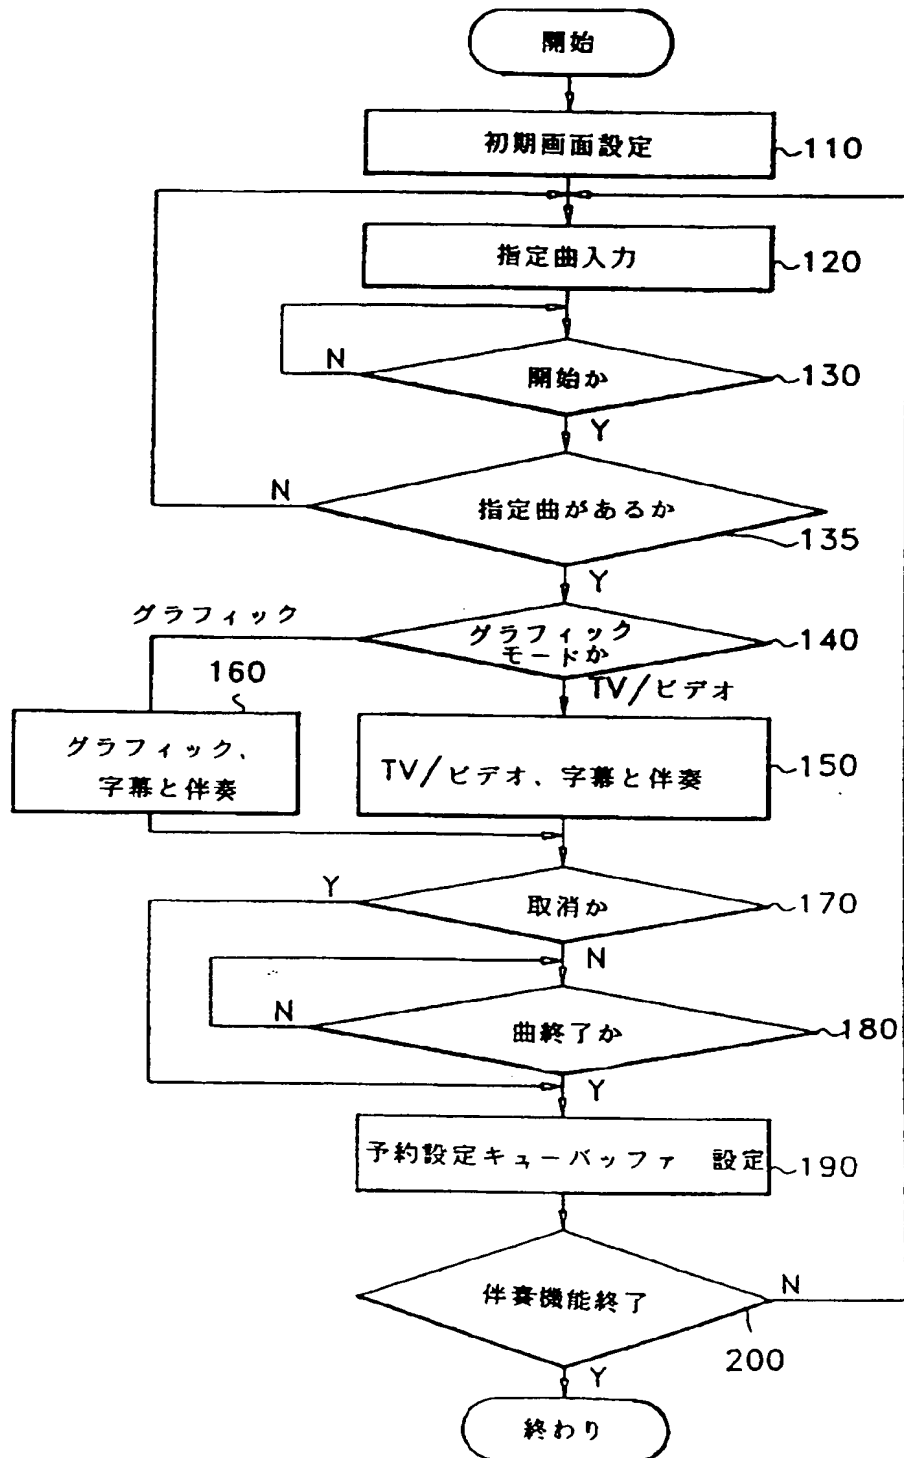 開始
初期画面設定
110
指定曲入力
120
N
開始か
130
Y
N
指定曲があるか
135
Y
グラフィック
グラフィック
モードか
140
160
TV/ビデオ
グラフィック、
字幕と伴奏
TV/ビデオ、字幕と伴奏
150
Y
取消か
170
N
N
曲終了か
180
Y
予約設定キューバッファ 設定
190
伴奏機能終了
N
200
Y
終わり